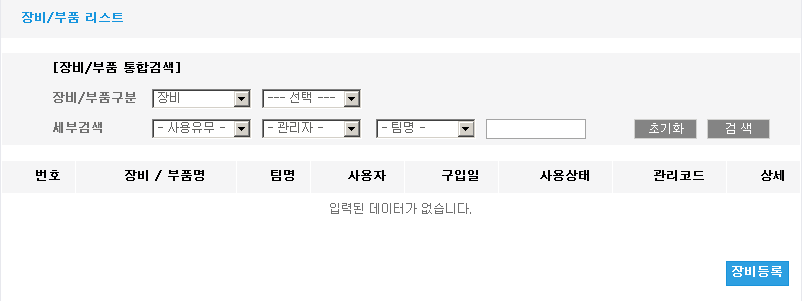 장비/부품 리스트
[장비/부품 통합검색]
장비/부품구분 장비 --- 선택 ---
세부검색 - 사용유무 - - 관리자 - - 팀명 - 초기화 검 색
번호 장비 / 부품명 팀명 사용자 구입일 사용상태 관리코드 상세
입력된 데이터가 없습니다.
장비등록